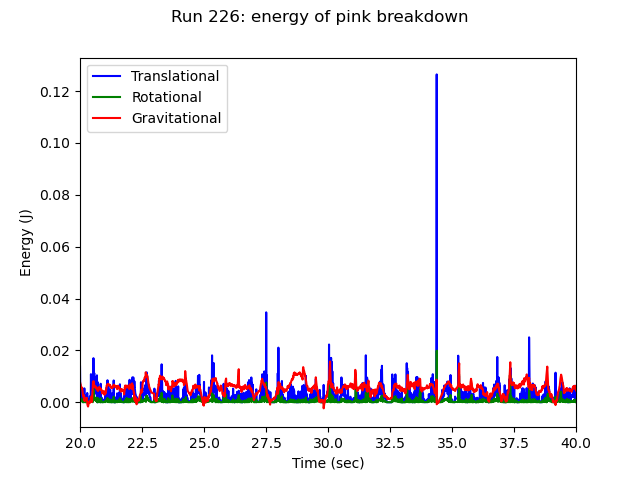 Run 226: energy of pink breakdown
Translational
Rotational
Gravitational
0.12
0.10
0.08
0.06
0.04
0.02
0.00
Energy (J)
20.0 22.5 25.0 27.5 30.0 32.5 35.0 37.5 40.0
Time (sec)